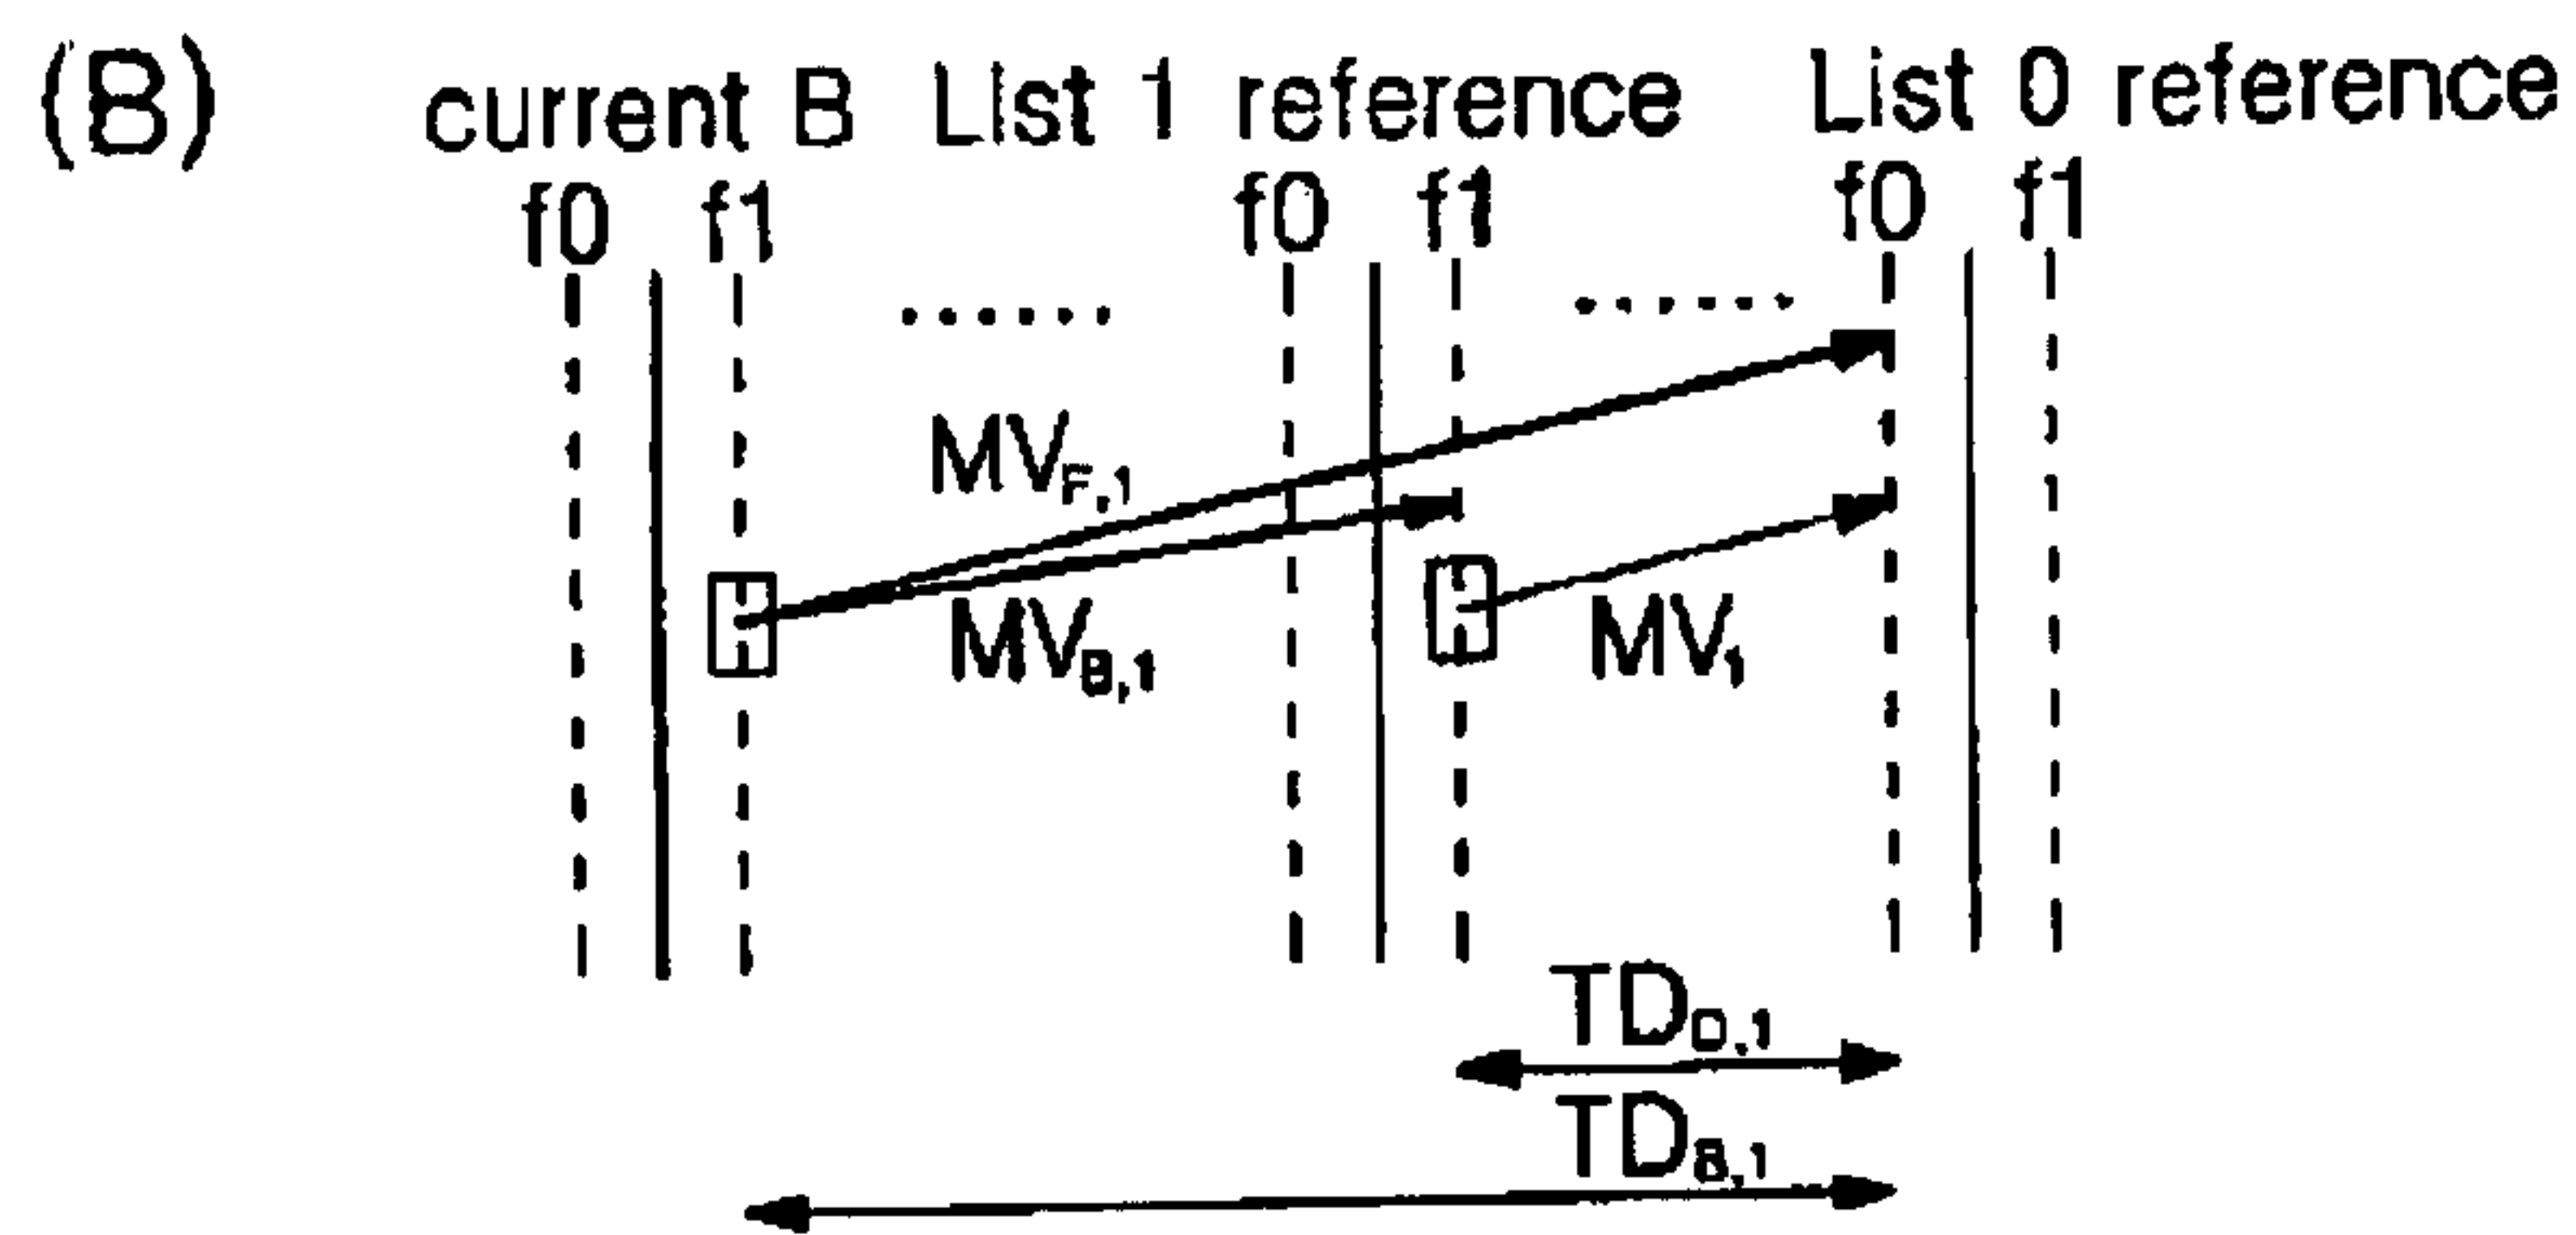 (B) current B List 1 reference List 0 reference
f0 f1 f0 f1 f0 f1
MVF,1
MVB,1 MV1
TDD,1
TDB,1